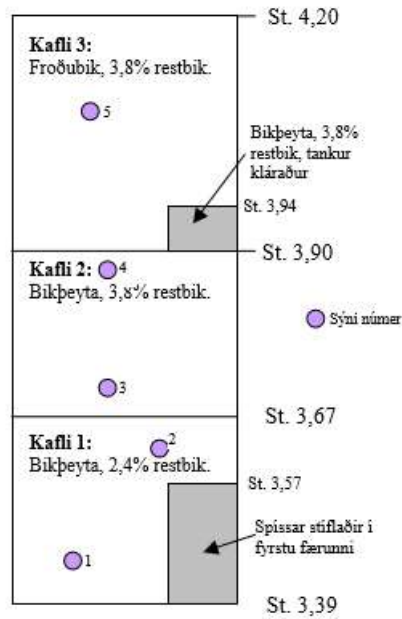 St. 4,20
Kafli 3:
Froðubik, 3,8% restbik.
5
Bikþeyta, 3,8%
restbik, tankur
kláraður
St. 3,94
St. 3,90
Kafli 2:
4
Bikþeyta, 3,8% restbik.
Sýni númer
3
St. 3,67
Kafli 1:
2
Bikþeyta, 2,4% restbik.
St. 3,57
Spíssar stíflaðir í
fyrstu færunni
1
St. 3,39